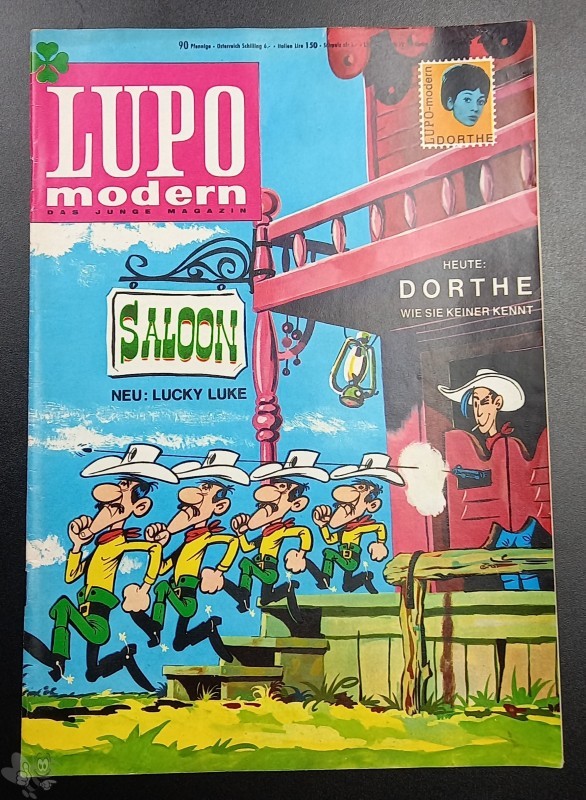 90 Pfennige • Österreich Schilling 6.- • Italien Lire 150 •
LUPO
modern
DAS JUNGE MAGAZIN
LUPO-modern
DORTHE
HEUTE:
DORTHE
WIE SIE KEINER KENNT
SALOON
NEU: LUCKY LUKE